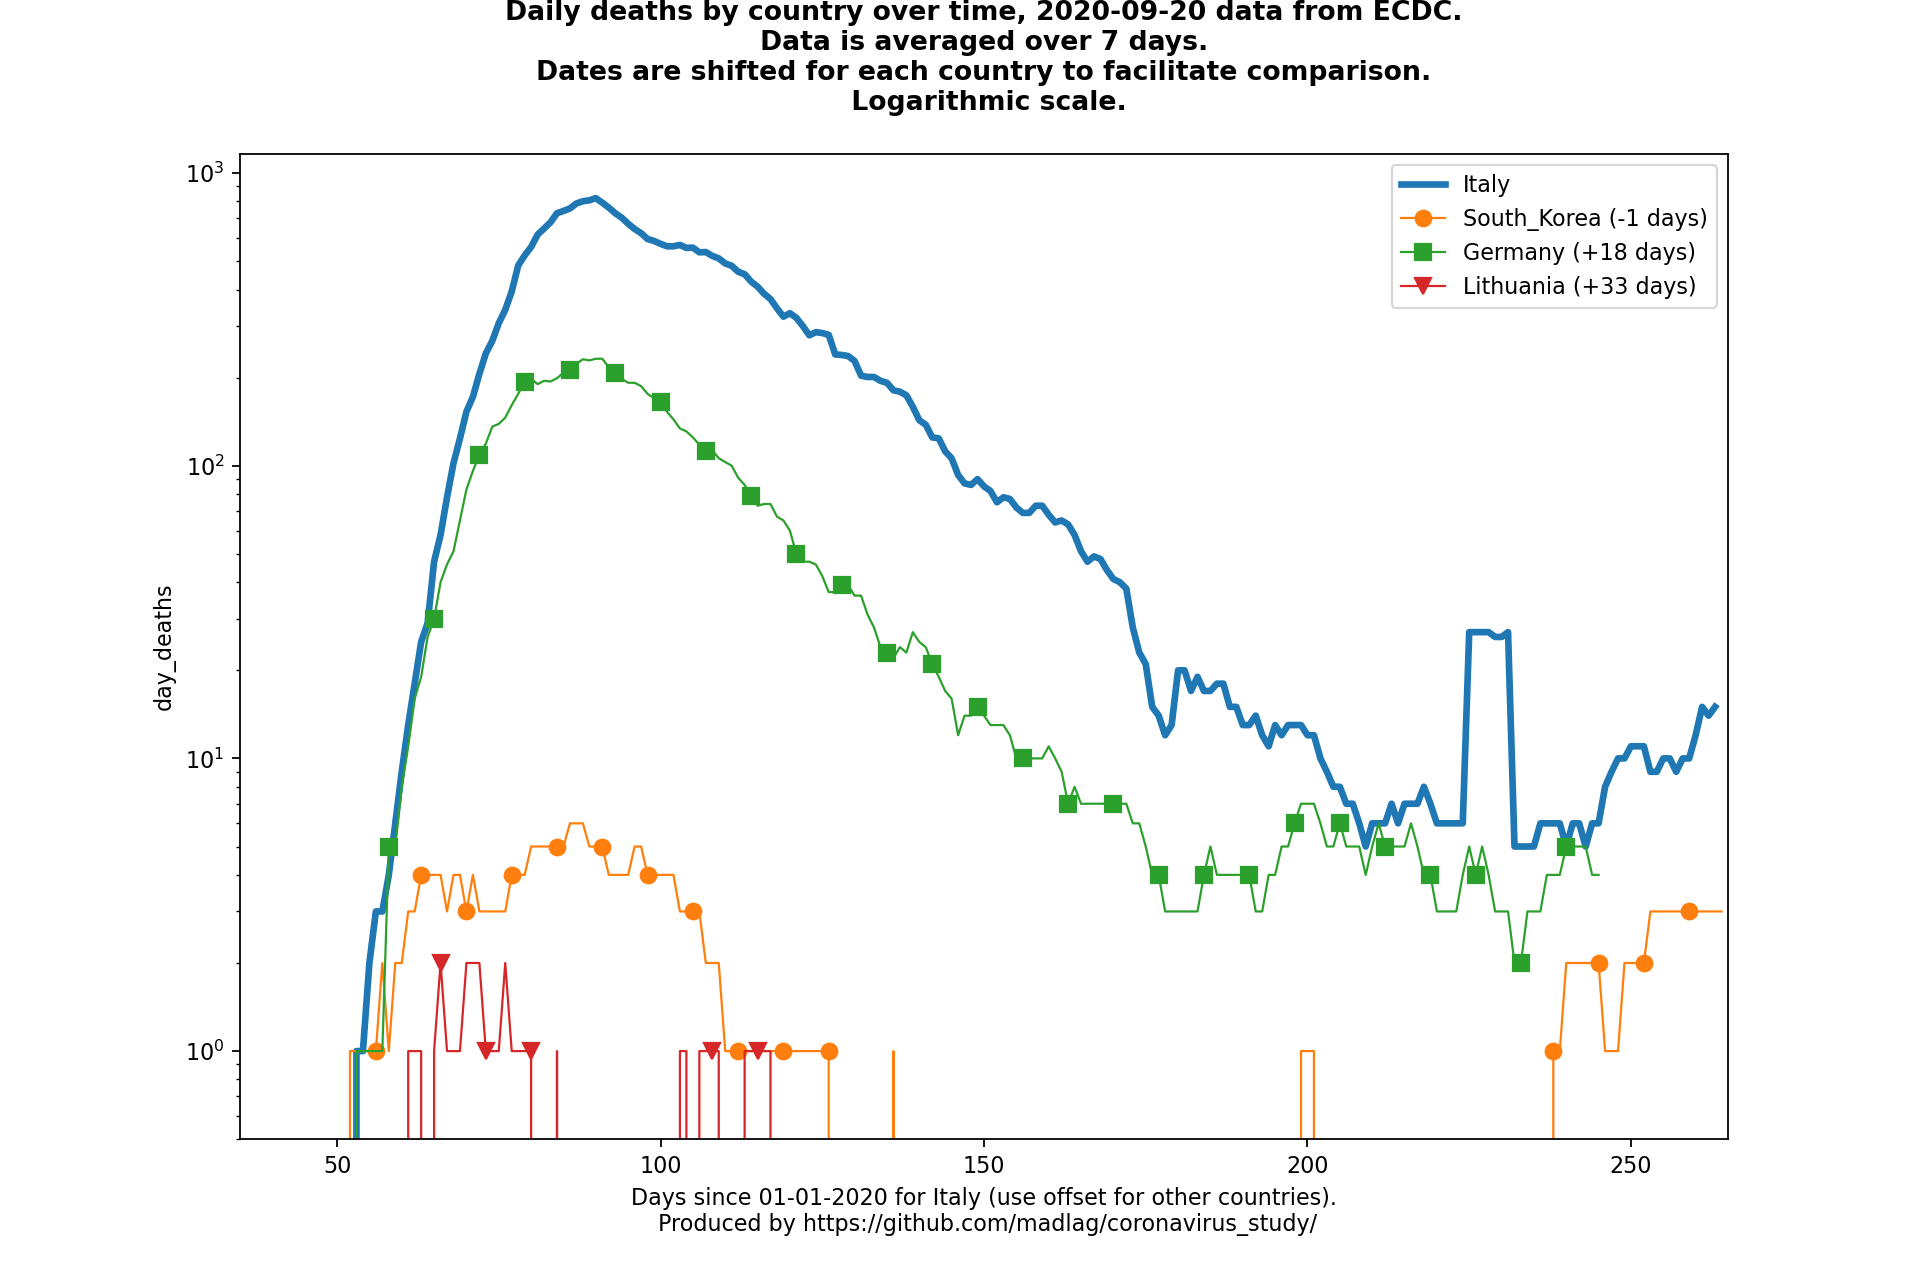 Daily deaths by country over time, 2020-09-20 data from ECDC.
Data is averaged over 7 days.
Dates are shifted for each country to facilitate comparison.
Logarithmic scale.
10³
10²
10¹
10⁰
day_deaths
Italy
South_Korea (-1 days)
Germany (+18 days)
Lithuania (+33 days)
50
100
150
200
250
Days since 01-01-2020 for Italy (use offset for other countries).
Produced by https://github.com/madlag/coronavirus_study/